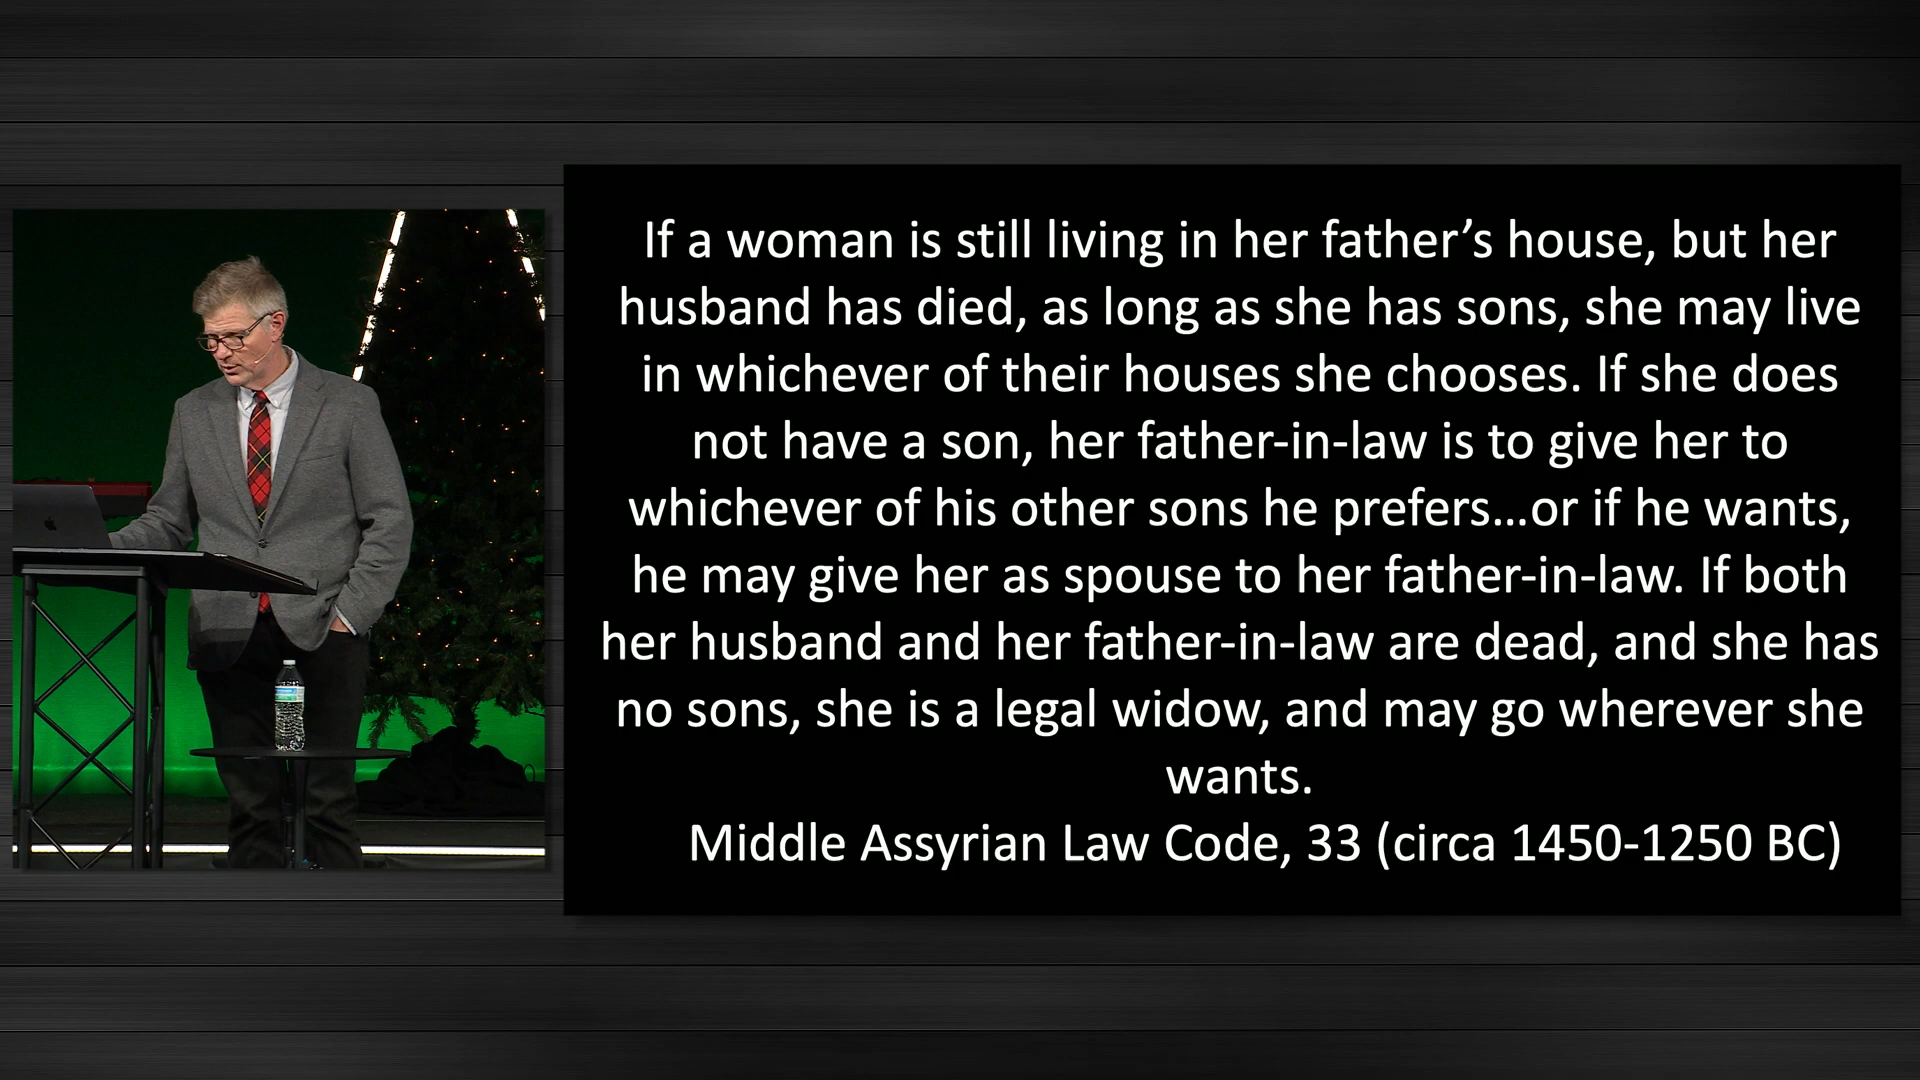 If a woman is still living in her father’s house, but her
husband has died, as long as she has sons, she may live
in whichever of their houses she chooses. If she does
not have a son, her father-in-law is to give her to
whichever of his other sons he prefers…or if he wants,
he may give her as spouse to her father-in-law. If both
her husband and her father-in-law are dead, and she has
no sons, she is a legal widow, and may go wherever she
wants.
Middle Assyrian Law Code, 33 (circa 1450-1250 BC)